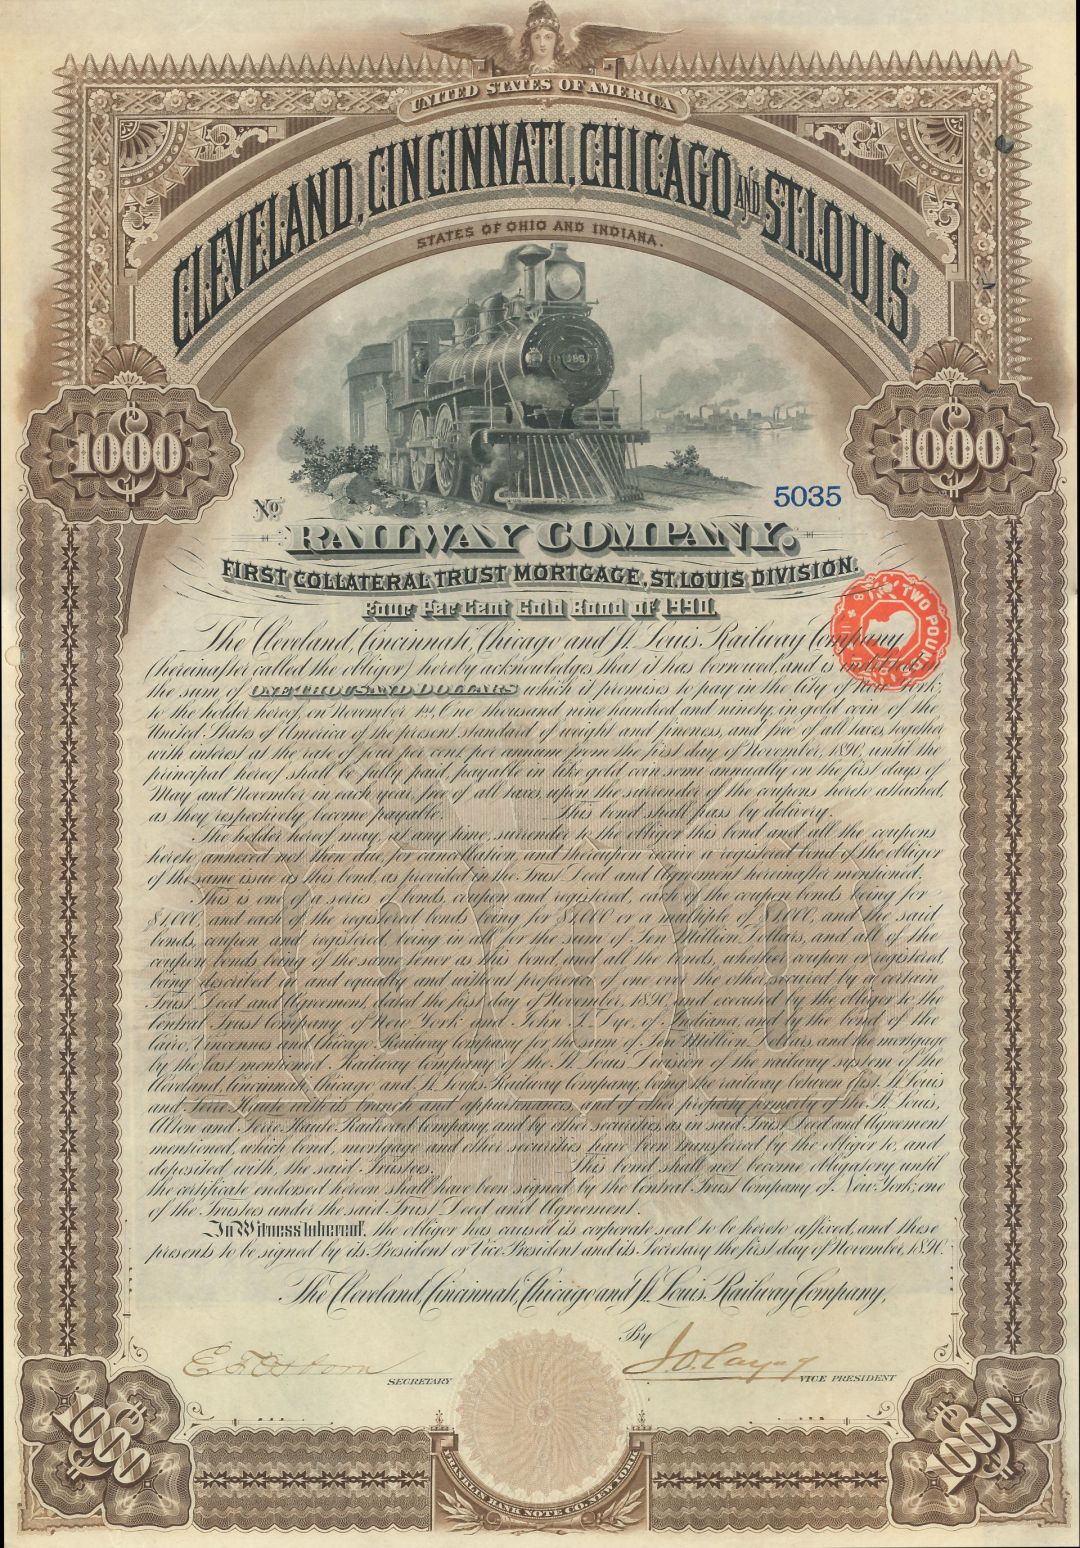 UNITED STATES OF AMERICA
CLEVELAND, CINCINNATI, CHICAGO AND ST. LOUIS
STATES OF OHIO AND INDIANA.
$1000 $1000
No 5035
RAILWAY COMPANY.
FIRST COLLATERAL TRUST MORTGAGE, ST. LOUIS DIVISION.
Four Per Cent Gold Bond of 1990.
TWO POUN
The Cleveland, Cincinnati, Chicago and St. Louis Railway Company
(hereinafter called the obligor) hereby acknowledges that it has borrowed and is indebted in
the sum of ONE THOUSAND DOLLARS which it promises to pay in the City of New York,
to the holder hereof, on November 1st, One thousand nine hundred and ninety, in gold coin of the
United States of America of the present standard of weight and fineness, and free of all taxes, together
with interest at the rate of four per cent. per annum from the first day of November, 1890, until the
principal hereof shall be fully paid, payable in like gold coin semi annually on the first days of
May and November in each year, free of all taxes, upon the surrender of the coupons hereto attached,
as they respectively become payable. This bond shall pass by delivery.
The holder hereof may, at any time, surrender to the obligor this bond and all the coupons
hereto annexed not then due, for cancellation, and thereupon receive a registered bond of the obligor
of the same issue as this bond, as provided in the Trust Deed and Agreement hereinafter mentioned.
This is one of a series of bonds, coupon and registered, each of the coupon bonds being for
$1,000, and each of the registered bonds being for $1,000 or a multiple of $1,000, and the said
bonds, coupon and registered, being in all for the sum of Ten Million Dollars, and all of the
coupon bonds being of the same tenor as this bond, and all the bonds, whether coupon or registered,
being described in and equally and without preference of one over the other secured by a certain
Trust Deed and Agreement, dated the first day of November, 1890, and executed by the obligor to the
Central Trust Company of New York and John T. Dye, of Indiana, and by the bond of the
Cairo, Vincennes and Chicago Railway Company for the sum of Ten Million Dollars and the mortgage
by the last mentioned Railway Company of the St. Louis Division of the railway system of the
Cleveland, Cincinnati, Chicago and St. Louis Railway Company, being the railway between East St. Louis
and Terre Haute with its branch and appurtenances, and of other property formerly of the St. Louis,
Alton and Terre Haute Railroad Company, and by other securities, as in said Trust Deed and Agreement
mentioned, which bond, mortgage and other securities have been transferred by the obligor to, and
deposited with, the said Trustees. This bond shall not become obligatory until
the certificate endorsed hereon shall have been signed by the Central Trust Company of New York, one
of the Trustees under the said Trust Deed and Agreement.
In Witness Whereof, the obligor has caused its corporate seal to be hereto affixed, and these
presents to be signed by its President or Vice President and its Secretary the first day of November, 1890.
The Cleveland, Cincinnati, Chicago and St. Louis Railway Company,
By
E. F. Osborn SECRETARY
VICE PRESIDENT
$1000 $1000
FRANKLIN BANK NOTE CO. NEW YORK